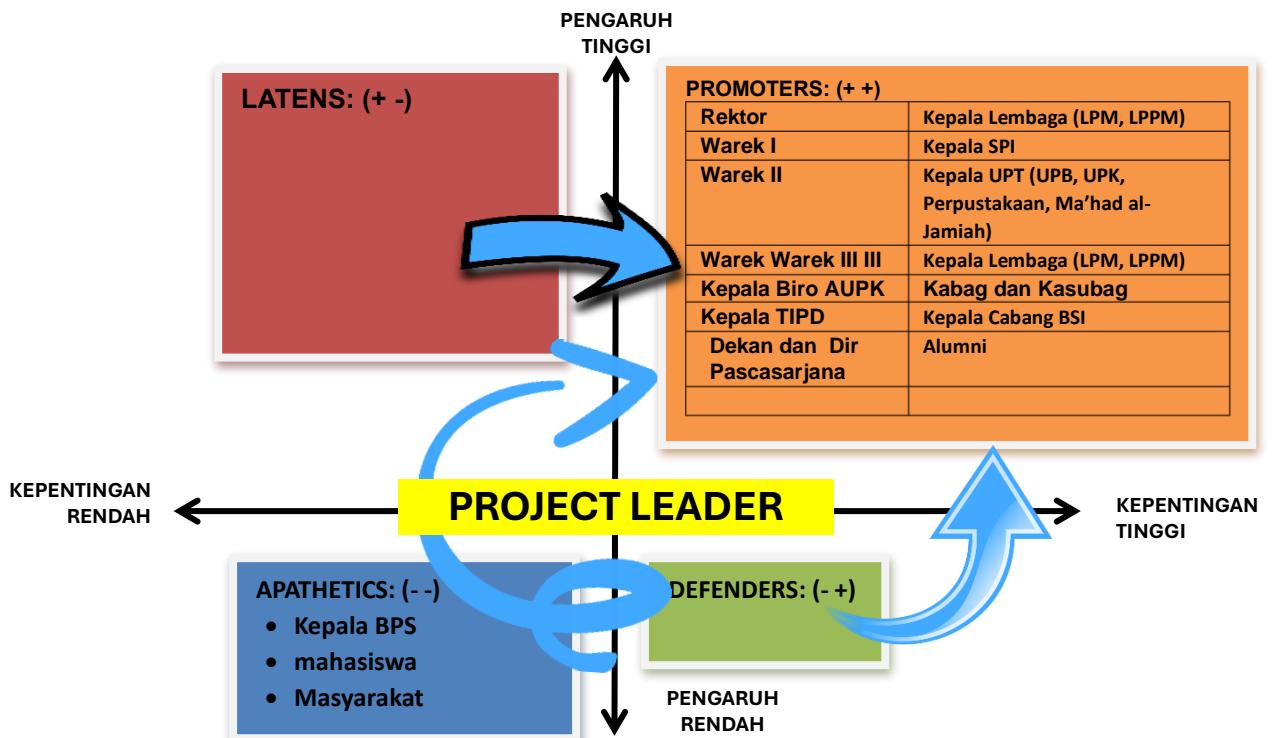 PENGARUH
TINGGI
LATENS: (+ -)
PROMOTERS: (+ +)
Rektor
Kepala Lembaga (LPM, LPPM)
Warek I
Kepala SPI
Warek II
Kepala UPT (UPB, UPK,
Perpustakaan, Ma’had al-
Jamiah)
Warek Warek III III
Kepala Lembaga (LPM, LPPM)
Kepala Biro AUPK
Kabag dan Kasubag
Kepala TIPD
Kepala Cabang BSI
Dekan dan Dir
Pascasarjana
Alumni
KEPENTINGAN
RENDAH
PROJECT LEADER
KEPENTINGAN
TINGGI
APATHETICS: (- -)
• Kepala BPS
• mahasiswa
• Masyarakat
DEFENDERS: (- +)
PENGARUH
RENDAH